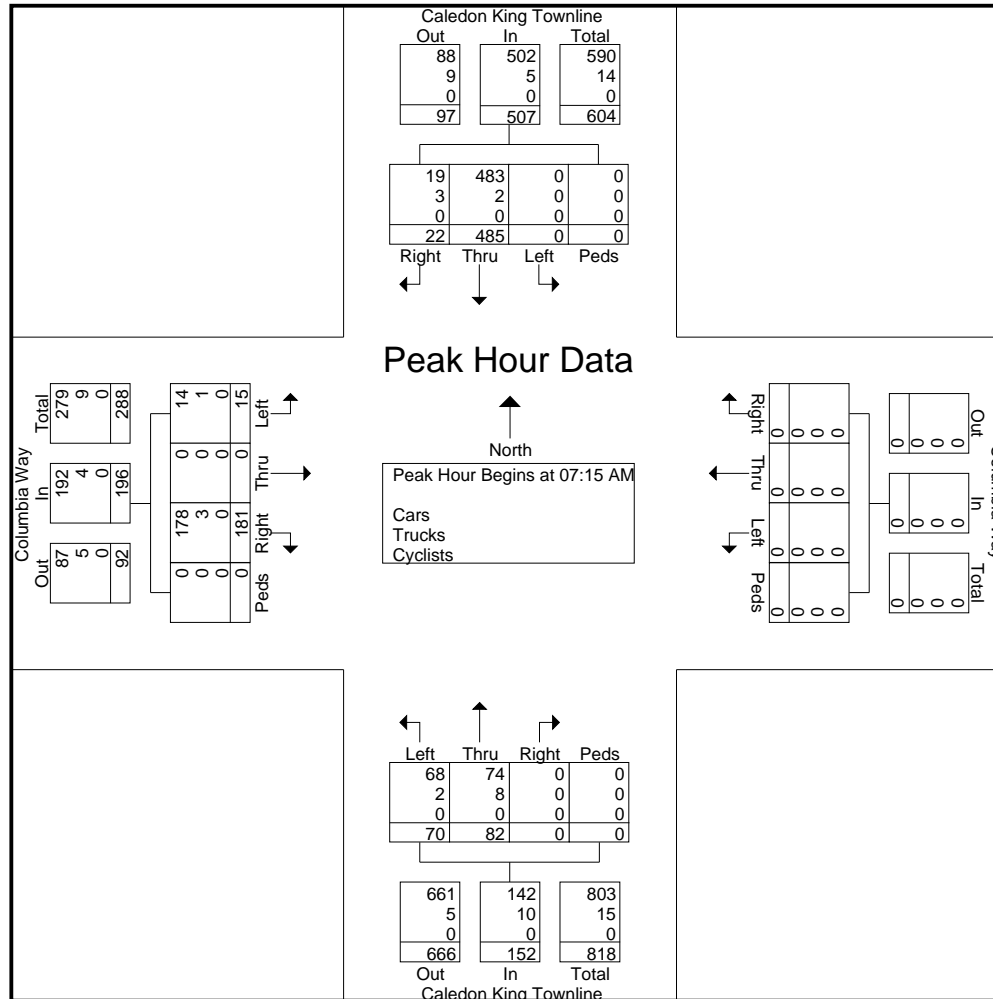 Caledon King Townline
Out In Total
88 502 590
9 5 14
0 0 0
97 507 604
19 483 0 0
3 2 0 0
0 0 0 0
22 485 0 0
Right Thru Left Peds
Peak Hour Data
North
Peak Hour Begins at 07:15 AM
Cars
Trucks
Cyclists
Columbia Way
Out In Total
87 192 279
5 4 9
0 0 0
92 196 288
178 0 14
0 3 0 1
0 0 0 0
0 181 0 15
Peds Right Thru Left
Right Thru Left Peds
0 0 0 0
0 0 0 0
0 0 0 0
0 0 0 0
Out In Total
0 0 0
0 0 0
0 0 0
0 0 0
Left Thru Right Peds
68 74 0 0
2 8 0 0
0 0 0 0
70 82 0 0
661 142 803
5 10 15
0 0 0
666 152 818
Out In Total
Caledon King Townline